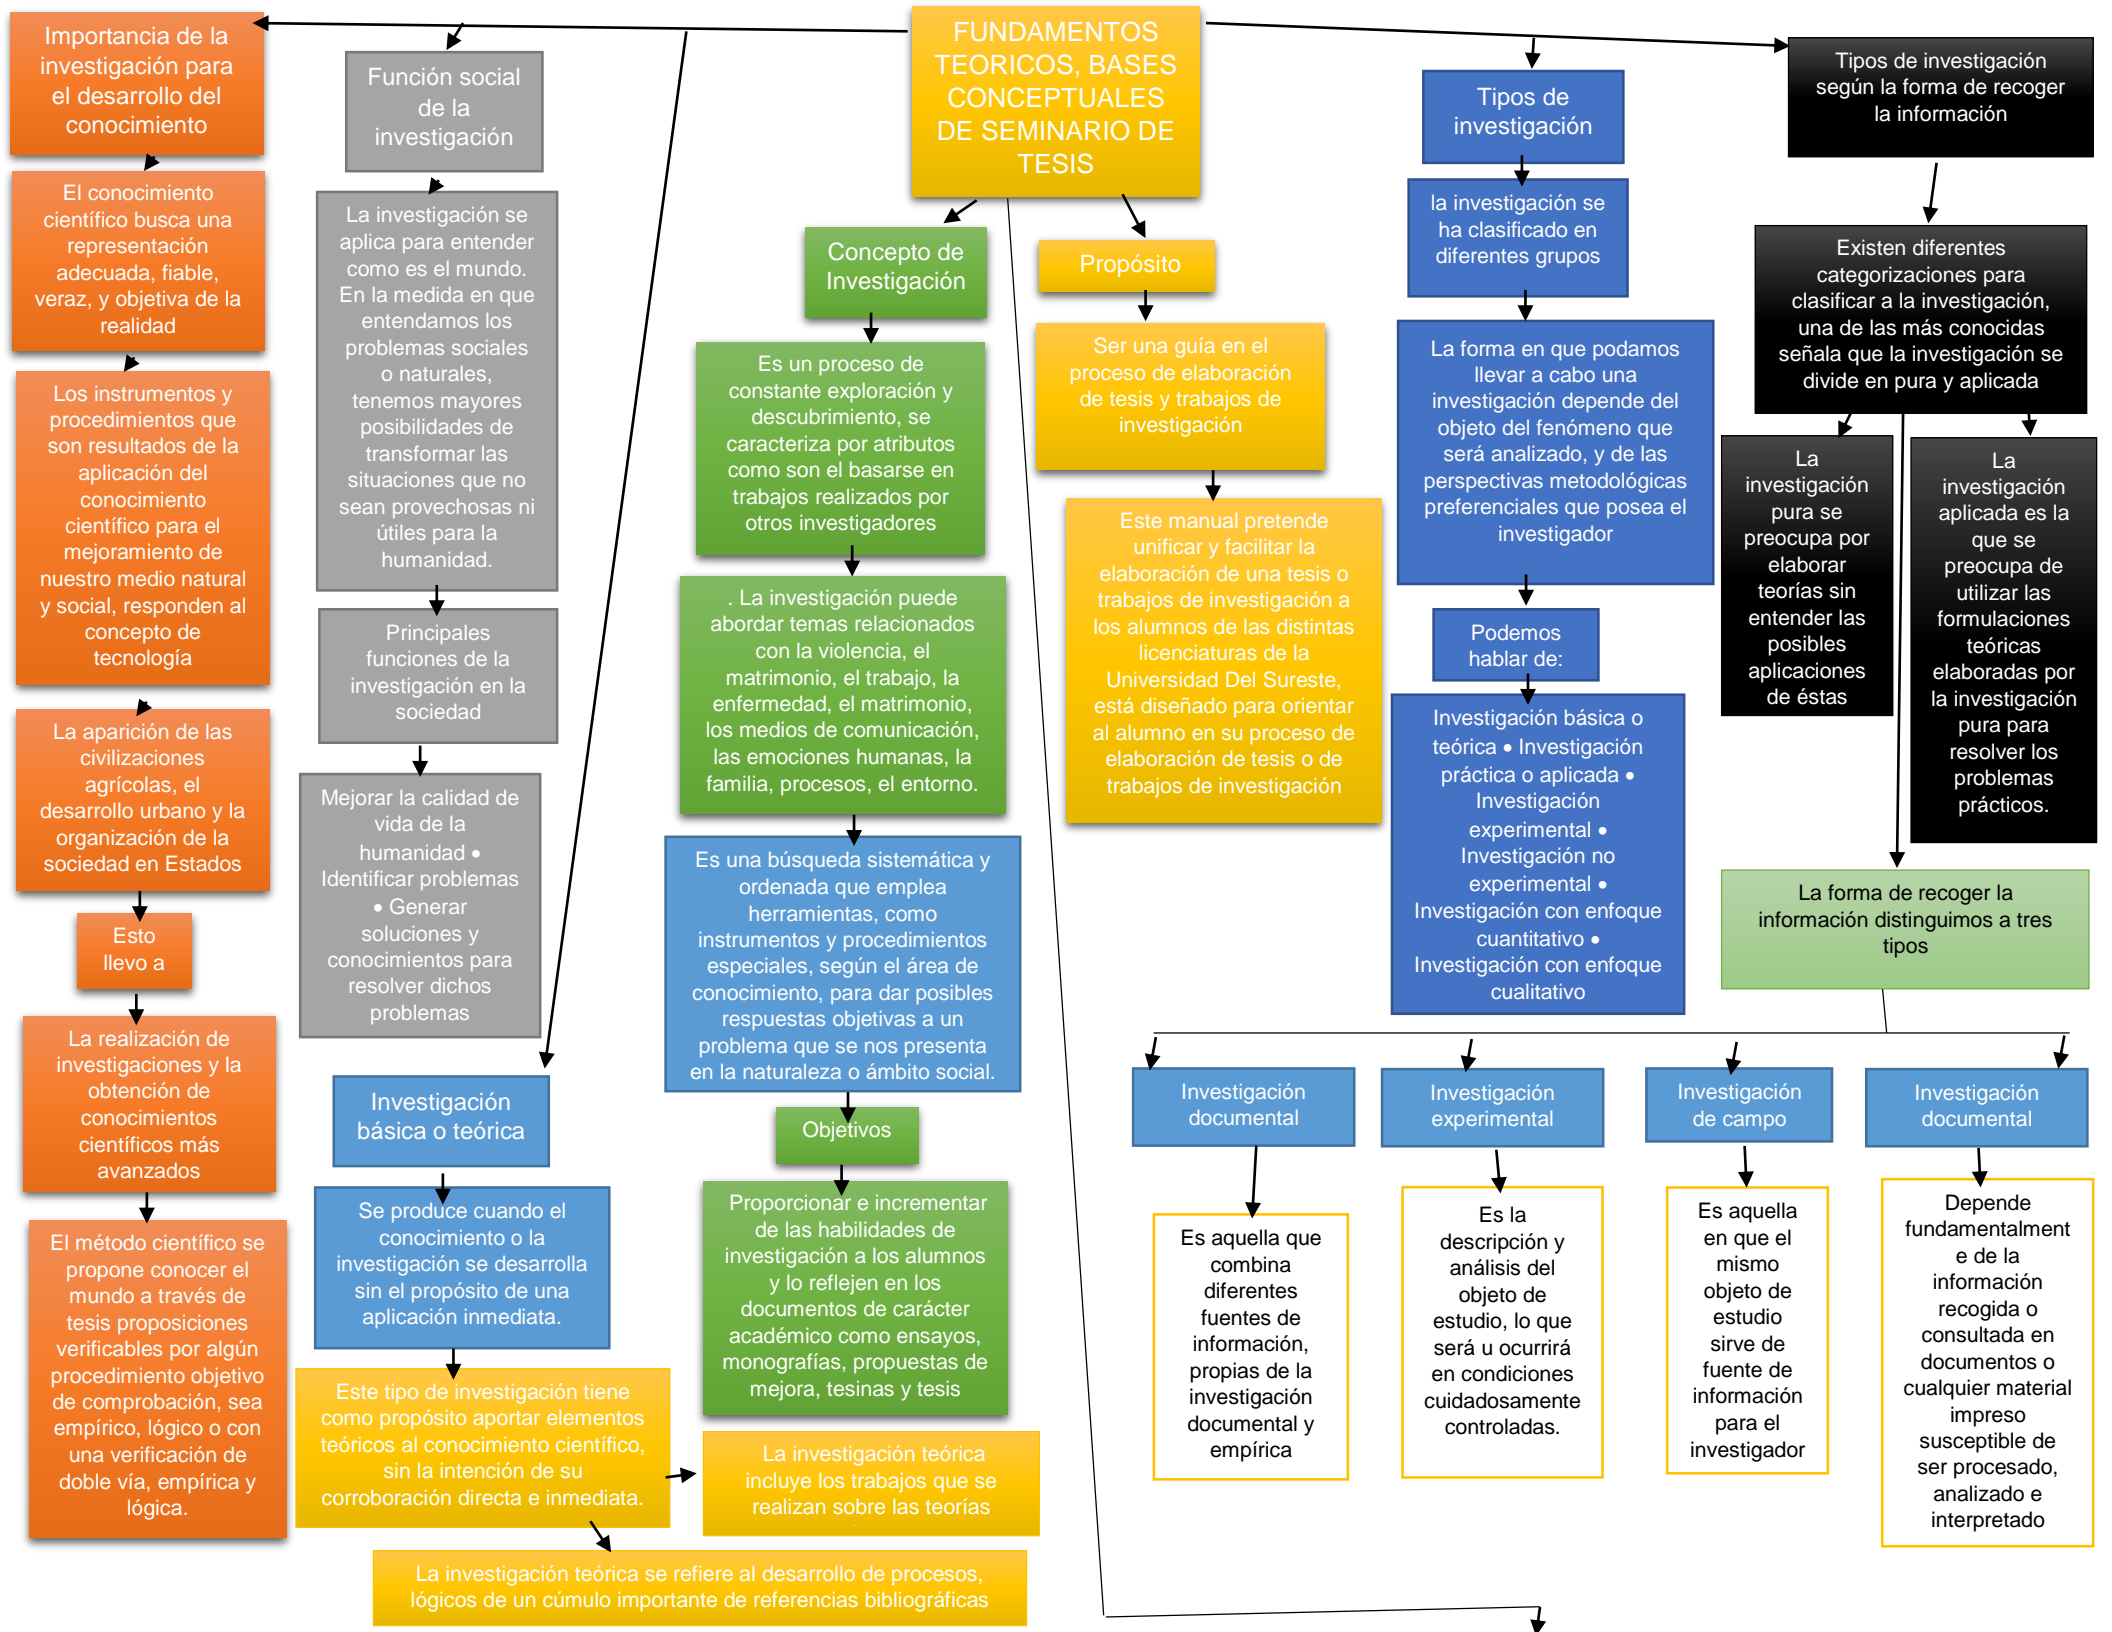 FUNDAMENTOS
TEORICOS, BASES
CONCEPTUALES
DE SEMINARIO DE
TESIS
Importancia de la
investigación para
el desarrollo del
conocimiento
El conocimiento
científico busca una
representación
adecuada, fiable,
veraz, y objetiva de la
realidad
Los instrumentos y
procedimientos que
son resultados de la
aplicación del
conocimiento
científico para el
mejoramiento de
nuestro medio natural
y social, responden al
concepto de
tecnología
La aparición de las
civilizaciones
agrícolas, el
desarrollo urbano y la
organización de la
sociedad en Estados
Esto
llevo a
La realización de
investigaciones y la
obtención de
conocimientos
científicos más
avanzados
El método científico se
propone conocer el
mundo a través de
tesis proposiciones
verificables por algún
procedimiento objetivo
de comprobación, sea
empírico, lógico o con
una verificación de
doble vía, empírica y
lógica.
Función social
de la
investigación
La investigación se
aplica para entender
como es el mundo.
En la medida en que
entendamos los
problemas sociales
o naturales,
tenemos mayores
posibilidades de
transformar las
situaciones que no
sean provechosas ni
útiles para la
humanidad.
Principales
funciones de la
investigación en la
sociedad
Mejorar la calidad de
vida de la
humanidad •
Identificar problemas
• Generar
soluciones y
conocimientos para
resolver dichos
problemas
Investigación
básica o teórica
Se produce cuando el
conocimiento o la
investigación se desarrolla
sin el propósito de una
aplicación inmediata.
Este tipo de investigación tiene
como propósito aportar elementos
teóricos al conocimiento científico,
sin la intención de su
corroboración directa e inmediata.
La investigación teórica
incluye los trabajos que se
realizan sobre las teorías
La investigación teórica se refiere al desarrollo de procesos,
lógicos de un cúmulo importante de referencias bibliográficas
Concepto de
Investigación
Es un proceso de
constante exploración y
descubrimiento, se
caracteriza por atributos
como son el basarse en
trabajos realizados por
otros investigadores
. La investigación puede
abordar temas relacionados
con la violencia, el
matrimonio, el trabajo, la
enfermedad, el matrimonio,
los medios de comunicación,
las emociones humanas, la
familia, procesos, el entorno.
Es una búsqueda sistemática y
ordenada que emplea
herramientas, como
instrumentos y procedimientos
especiales, según el área de
conocimiento, para dar posibles
respuestas objetivas a un
problema que se nos presenta
en la naturaleza o ámbito social.
Objetivos
Proporcionar e incrementar
de las habilidades de
investigación a los alumnos
y lo reflejen en los
documentos de carácter
académico como ensayos,
monografías, propuestas de
mejora, tesinas y tesis
Propósito
Ser una guía en el
proceso de elaboración
de tesis y trabajos de
investigación
Este manual pretende
unificar y facilitar la
elaboración de una tesis o
trabajos de investigación a
los alumnos de las distintas
licenciaturas de la
Universidad Del Sureste,
está diseñado para orientar
al alumno en su proceso de
elaboración de tesis o de
trabajos de investigación
Tipos de
investigación
la investigación se
ha clasificado en
diferentes grupos
La forma en que podamos
llevar a cabo una
investigación depende del
objeto del fenómeno que
será analizado, y de las
perspectivas metodológicas
preferenciales que posea el
investigador
Podemos
hablar de:
Investigación básica o
teórica • Investigación
práctica o aplicada •
Investigación
experimental •
Investigación no
experimental •
Investigación con enfoque
cuantitativo •
Investigación con enfoque
cualitativo
Tipos de investigación
según la forma de recoger
la información
Existen diferentes
categorizaciones para
clasificar a la investigación,
una de las más conocidas
señala que la investigación se
divide en pura y aplicada
La
investigación
pura se
preocupa por
elaborar
teorías sin
entender las
posibles
aplicaciones
de éstas
La
investigación
aplicada es la
que se
preocupa de
utilizar las
formulaciones
teóricas
elaboradas por
la investigación
pura para
resolver los
problemas
prácticos.
La forma de recoger la
información distinguimos a tres
tipos
Investigación
documental
Es aquella que
combina
diferentes
fuentes de
información,
propias de la
investigación
documental y
empírica
Investigación
experimental
Es la
descripción y
análisis del
objeto de
estudio, lo que
será u ocurrirá
en condiciones
cuidadosamente
controladas.
Investigación
de campo
Es aquella
en que el
mismo
objeto de
estudio
sirve de
fuente de
información
para el
investigador
Investigación
documental
Depende
fundamentalment
e de la
información
recogida o
consultada en
documentos o
cualquier material
impreso
susceptible de
ser procesado,
analizado e
interpretado